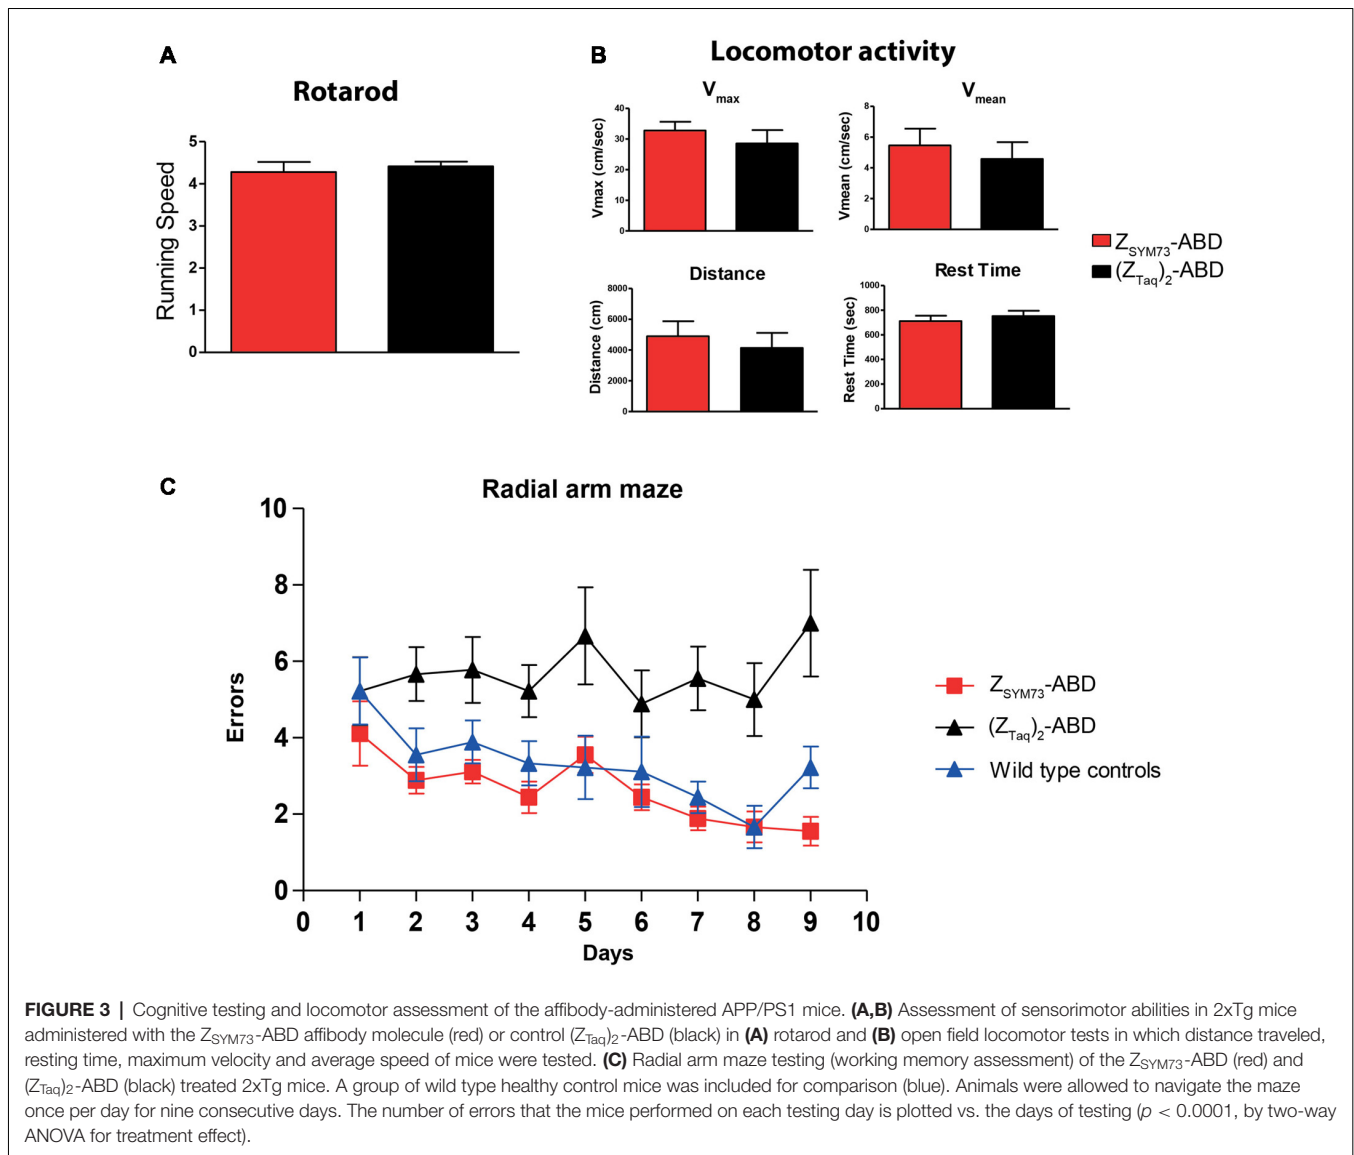 A
Rotarod
Running Speed
5
4
3
2
1
0
B
Locomotor activity
Vmax
Vmax (cm/sec)
40
30
20
10
0
Vmean
Vmean (cm/sec)
8
6
4
2
0
Distance
Distance (cm)
8000
6000
4000
2000
0
Rest Time
Rest Time (sec)
1000
800
600
400
200
0
ZSYM73-ABD
(ZTaq)2-ABD
C
Radial arm maze
Errors
10
8
6
4
2
0
0 1 2 3 4 5 6 7 8 9 10
Days
ZSYM73-ABD
(ZTaq)2-ABD
Wild type controls
FIGURE 3 | Cognitive testing and locomotor assessment of the affibody-administered APP/PS1 mice. (A,B) Assessment of sensorimotor abilities in 2xTg mice
administered with the ZSYM73-ABD affibody molecule (red) or control (ZTaq)2-ABD (black) in (A) rotarod and (B) open field locomotor tests in which distance traveled,
resting time, maximum velocity and average speed of mice were tested. (C) Radial arm maze testing (working memory assessment) of the ZSYM73-ABD (red) and
(ZTaq)2-ABD (black) treated 2xTg mice. A group of wild type healthy control mice was included for comparison (blue). Animals were allowed to navigate the maze
once per day for nine consecutive days. The number of errors that the mice performed on each testing day is plotted vs. the days of testing (p < 0.0001, by two-way
ANOVA for treatment effect).